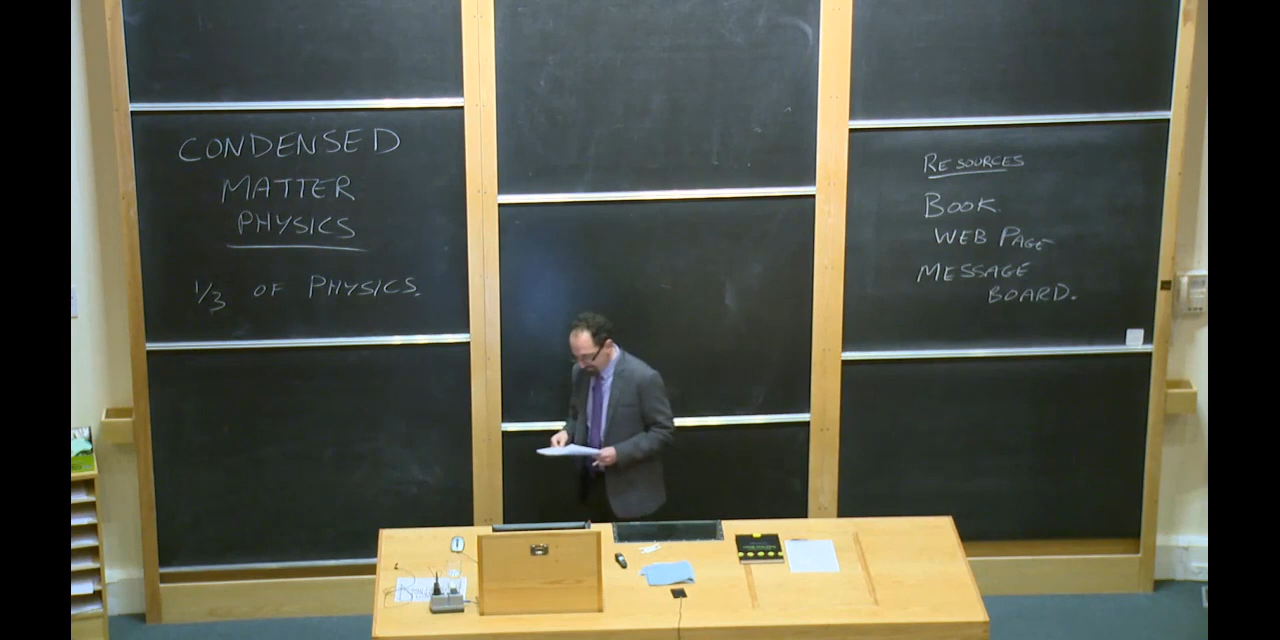 CONDENSED
MATTER
PHYSICS
1/3 OF PHYSICS.
RESOURCES
BOOK
WEB PAGE
MESSAGE
BOARD.